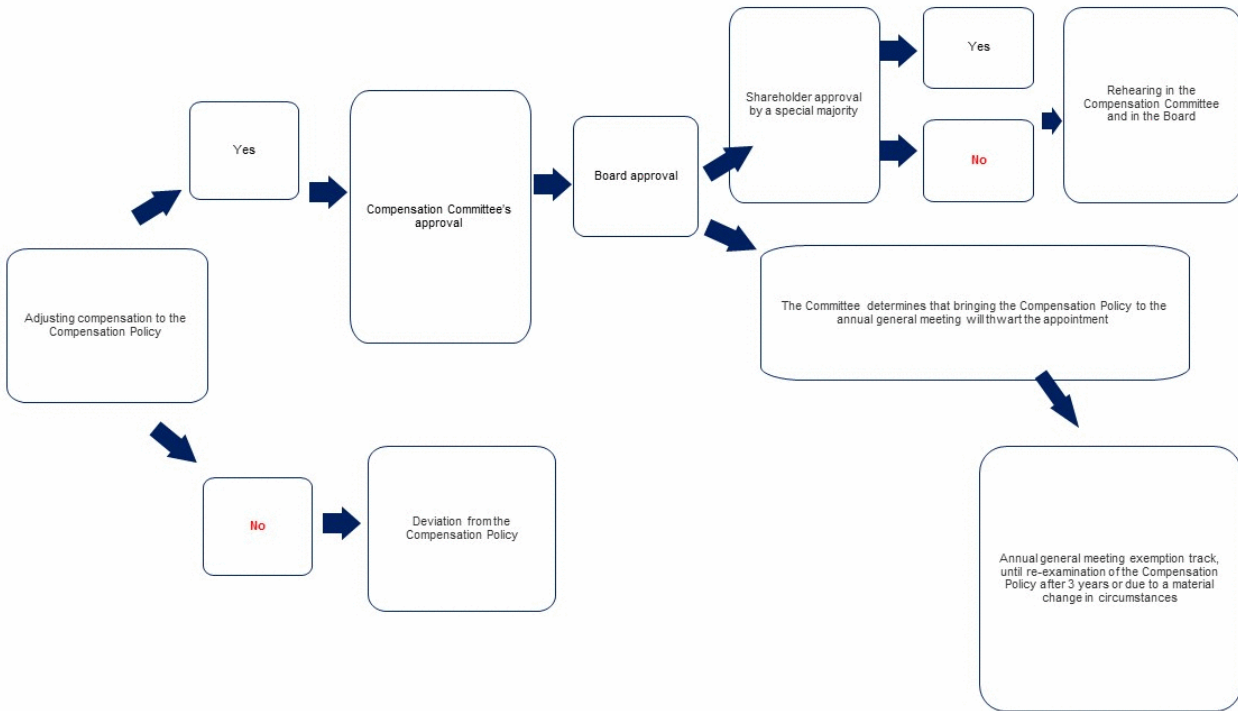 Adjusting compensation to the
Compensation Policy
Yes
No
Compensation Committee's
approval
Deviation from the
Compensation Policy
Board approval
Shareholder approval
by a special majority
Yes
No
Rehearing in the
Compensation Committee
and in the Board
The Committee determines that bringing the Compensation Policy to the
annual general meeting will thwart the appointment
Annual general meeting exemption track,
until re-examination of the Compensation
Policy after 3 years or due to a material
change in circumstances